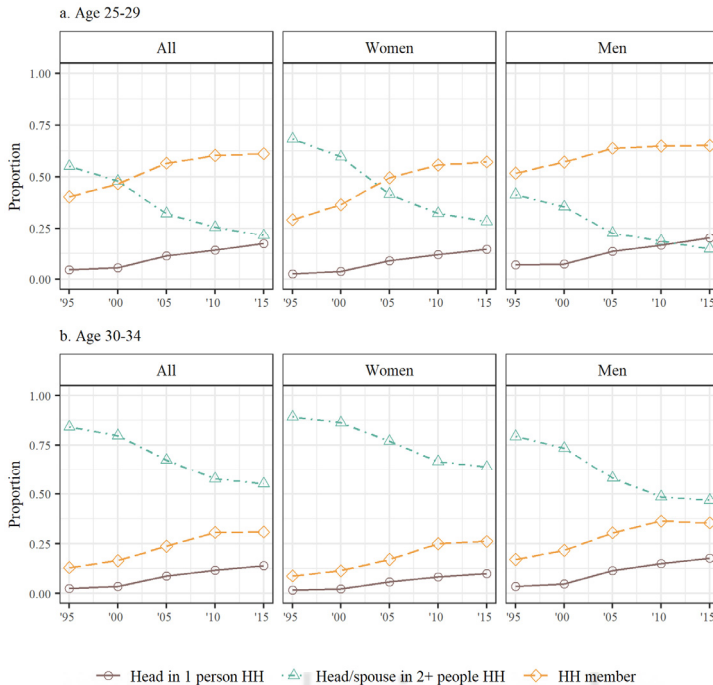 a. Age 25-29
All Women Men
1.00
0.75
0.50
0.25
0.00
Proportion
'95 '00 '05 '10 '15 '95 '00 '05 '10 '15 '95 '00 '05 '10 '15
b. Age 30-34
All Women Men
1.00
0.75
0.50
0.25
0.00
Proportion
'95 '00 '05 '10 '15 '95 '00 '05 '10 '15 '95 '00 '05 '10 '15
Head in 1 person HH Head/spouse in 2+ people HH HH member